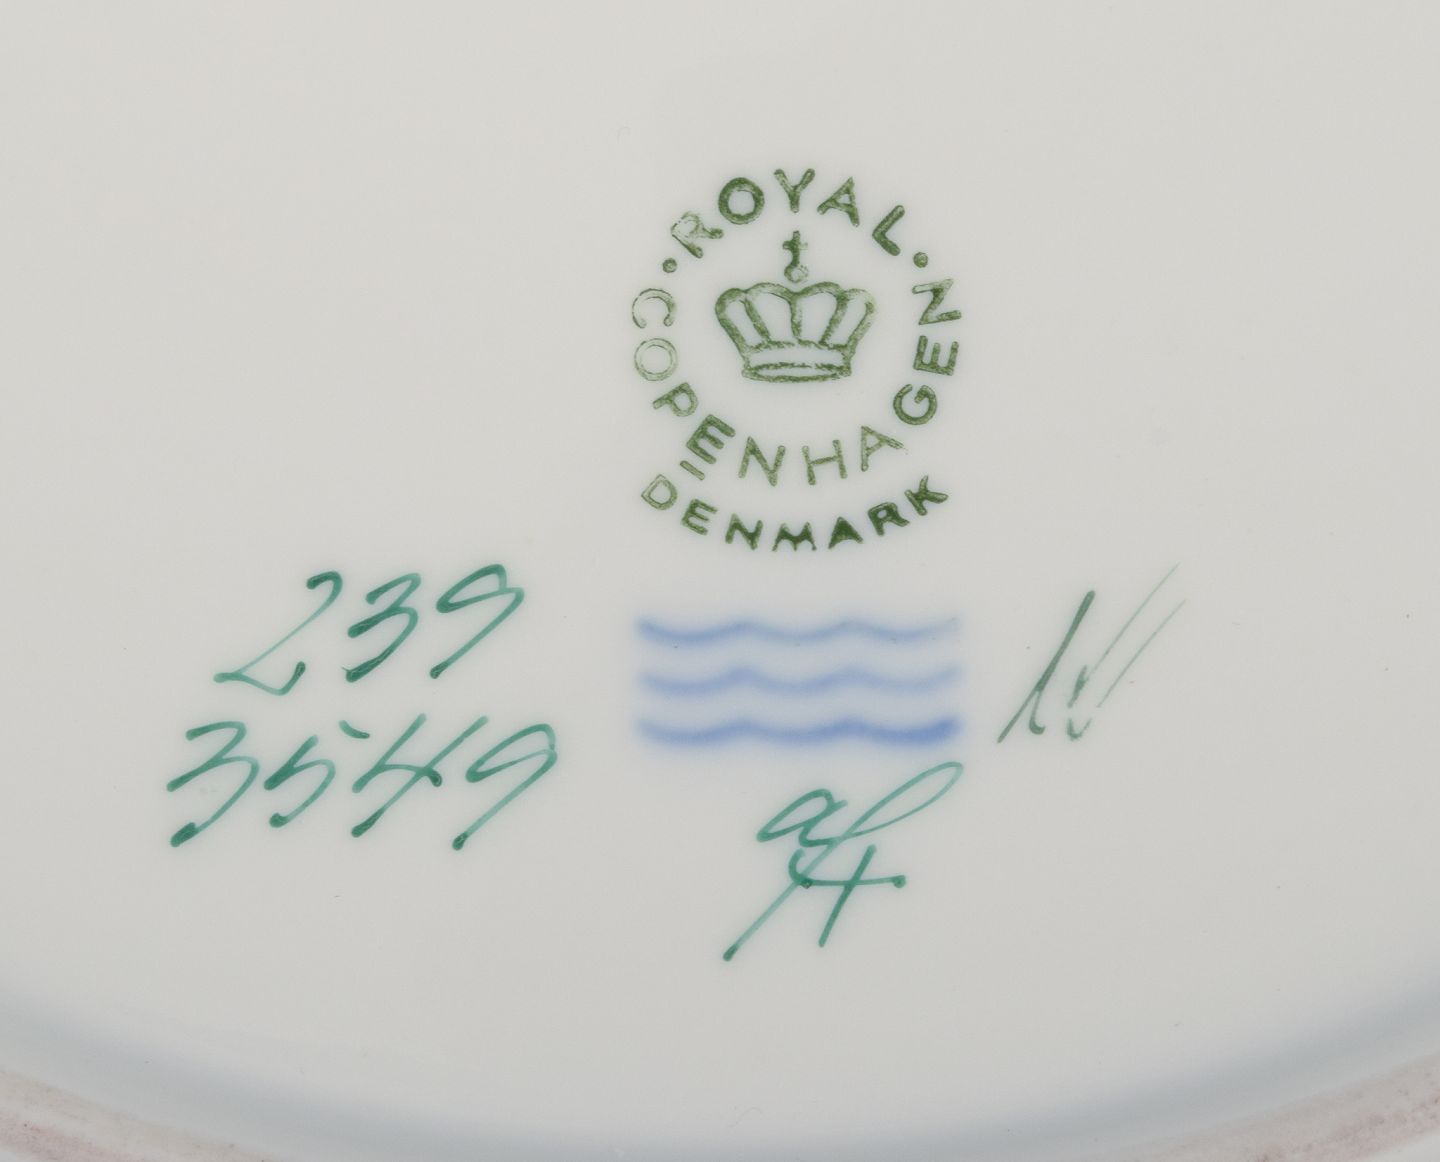 · ROYAL ·
COPENHAGEN
DENMARK
239
3549